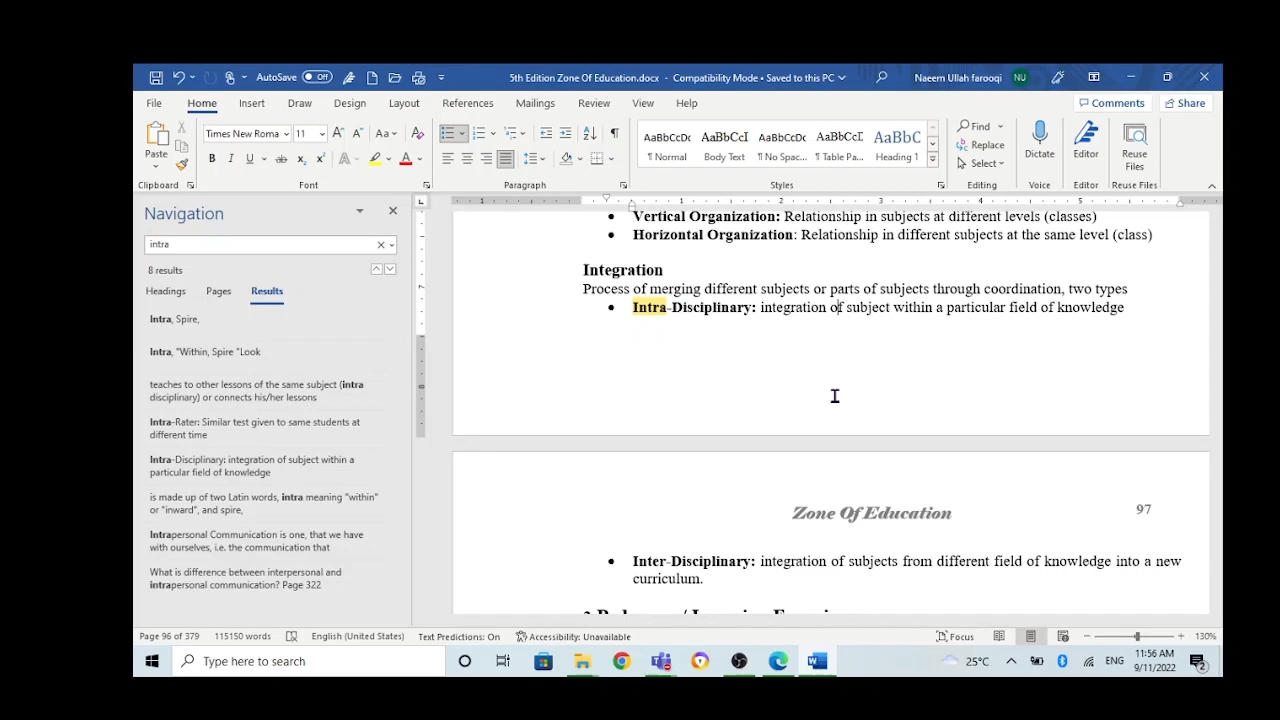 AutoSave Off 5th Edition Zone Of Education.docx - Compatibility Mode • Saved to this PC Naeem Ullah farooqi NU
File Home Insert Draw Design Layout References Mailings Review View Help Comments Share
Times New Roma 11 Aa
AaBbCcDc AaBbCcI AaBbCcDc AaBbCcD AaBbC
Find
Replace
Select
Paste
¶ Normal Body Text ¶ No Spac... ¶ Table Pa... Heading 1
Dictate Editor Reuse Files
Clipboard Font Paragraph Styles Editing Voice Editor Reuse Files
Navigation
intra
8 results
Headings Pages Results
Intra, Spire,
Intra, "Within, Spire "Look
teaches to other lessons of the same subject (intra
disciplinary) or connects his/her lessons
Intra-Rater: Similar test given to same students at
different time
Intra-Disciplinary: integration of subject within a
particular field of knowledge
is made up of two Latin words, intra meaning "within"
or "inward", and spire,
Intrapersonal Communication is one, that we have
with ourselves, i.e. the communication that
What is difference between interpersonal and
intrapersonal communication? Page 322
1 1 2 3 4 5
• Vertical Organization: Relationship in subjects at different levels (classes)
• Horizontal Organization: Relationship in different subjects at the same level (class)
Integration
Process of merging different subjects or parts of subjects through coordination, two types
• Intra-Disciplinary: integration of subject within a particular field of knowledge
Zone Of Education 97
• Inter-Disciplinary: integration of subjects from different field of knowledge into a new
curriculum.
Page 96 of 379 115150 words English (United States) Text Predictions: On Accessibility: Unavailable Focus 130%
Type here to search
25°C ENG 11:56 AM
9/11/2022 2